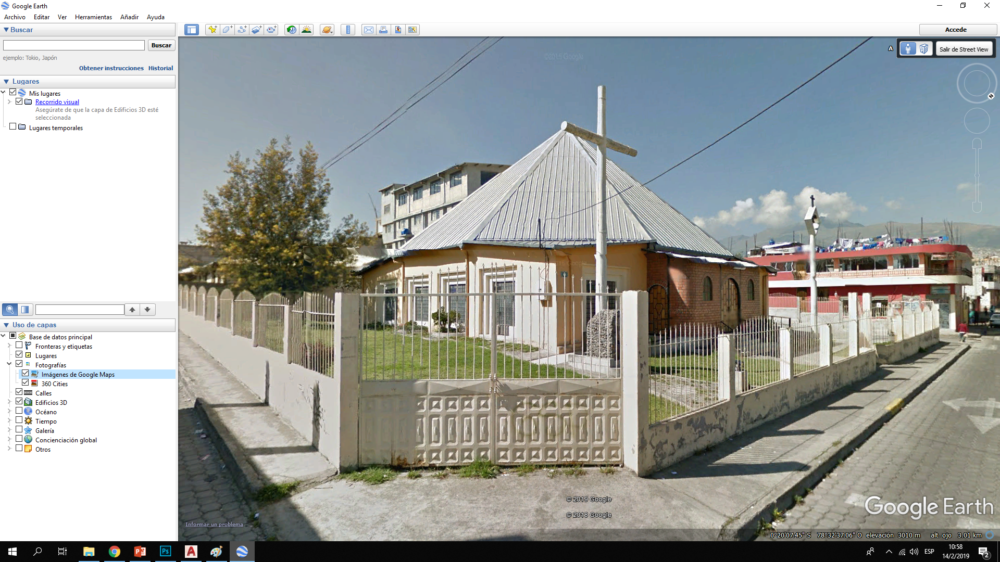 Google Earth
Archivo Editar Ver Herramientas Añadir Ayuda
Buscar
Buscar
ejemplo: Tokio, Japón
Obtener instrucciones Historial
Lugares
Mis lugares
Recorrido visual
Asegúrate de que la capa de Edificios 3D esté
seleccionada
Lugares temporales
Uso de capas
Base de datos principal
Fronteras y etiquetas
Lugares
Fotografías
Imágenes de Google Maps
360 Cities
Calles
Edificios 3D
Océano
Tiempo
Galería
Concienciación global
Otros
Accede
A
Salir de Street View
N
©2015 Google
© 2019 Google
© 2018 Google
Informar un problema
Google Earth
0°20'07.45" S 78°32'37.06" O elevación 3010 m alt. ojo 3.01 km
Ps
ESP
10:58
14/2/2019
2